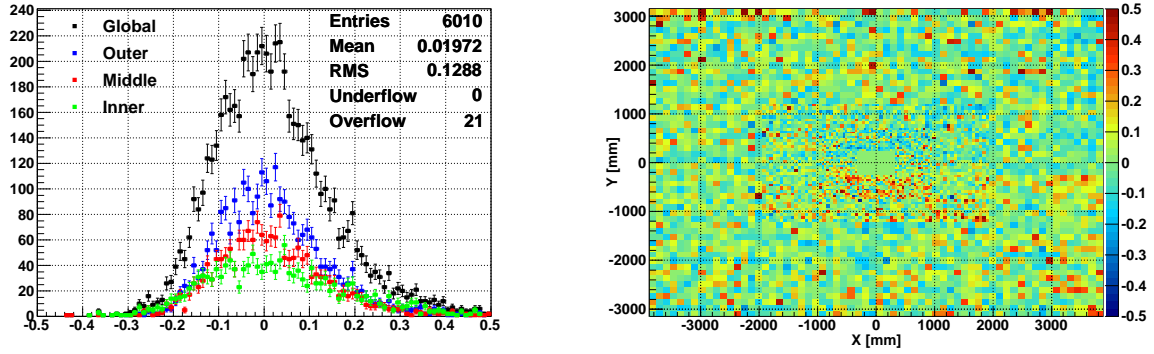 240
220
200
180
160
140
120
100
80
60
40
20
0
-0.5 -0.4 -0.3 -0.2 -0.1 0 0.1 0.2 0.3 0.4 0.5
Global
Outer
Middle
Inner
Entries 6010
Mean 0.01972
RMS 0.1288
Underflow 0
Overflow 21
Y [mm]
3000
2000
1000
0
-1000
-2000
-3000
-3000 -2000 -1000 0 1000 2000 3000
X [mm]
0.5
0.4
0.3
0.2
0.1
0
-0.1
-0.2
-0.3
-0.4
-0.5